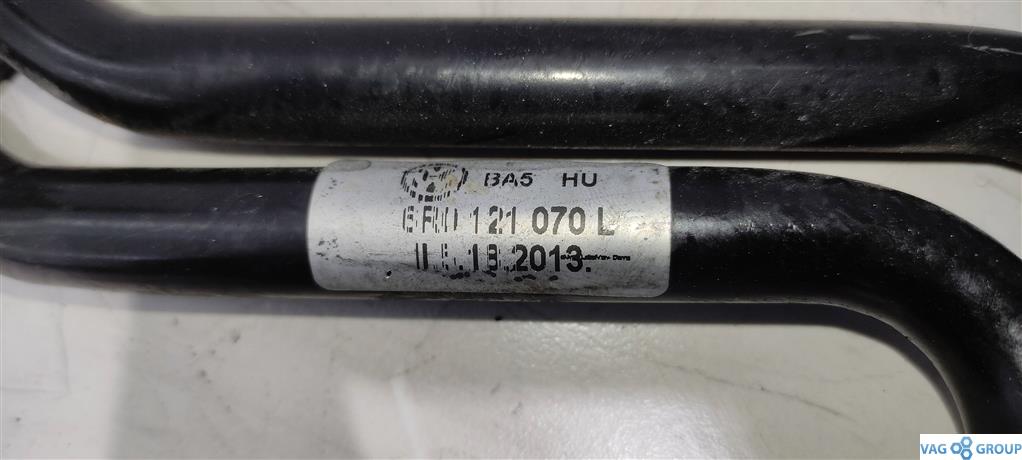 BA5 HU
6R0 121 070 L
2013.
VAG GROUP